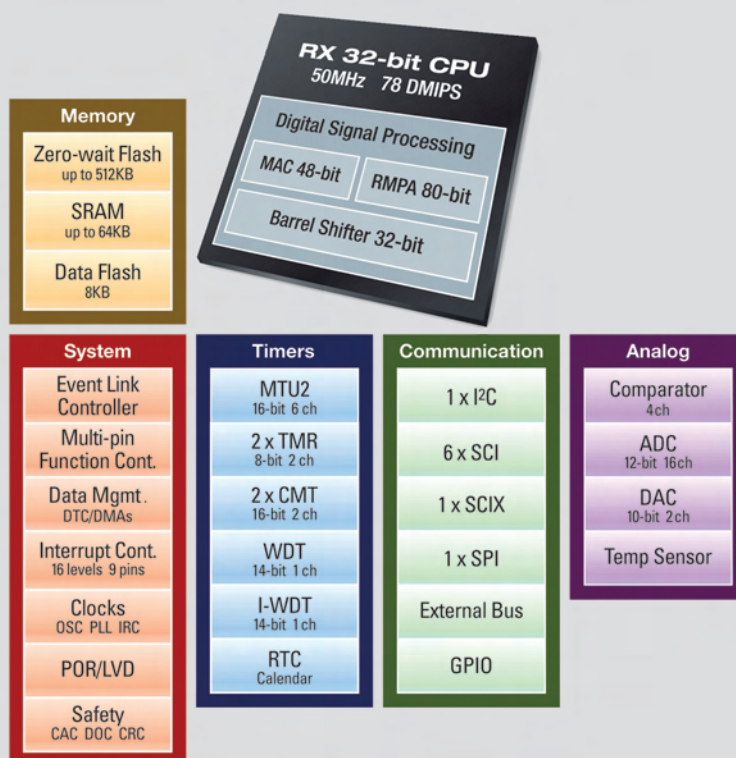 RX 32-bit CPU
50MHz 78 DMIPS
Digital Signal Processing
MAC 48-bit
RMPA 80-bit
Barrel Shifter 32-bit
Memory
Zero-wait Flash
up to 512KB
SRAM
up to 64KB
Data Flash
8KB
System
Event Link
Controller
Multi-pin
Function Cont.
Data Mgmt.
DTC/DMAs
Interrupt Cont.
16 levels 9 pins
Clocks
OSC PLL IRC
POR/LVD
Safety
CAC DOC CRC
Timers
MTU2
16-bit 6 ch
2 x TMR
8-bit 2 ch
2 x CMT
16-bit 2 ch
WDT
14-bit 1 ch
I-WDT
14-bit 1 ch
RTC
Calendar
Communication
1 x I²C
6 x SCI
1 x SCIX
1 x SPI
External Bus
GPIO
Analog
Comparator
4ch
ADC
12-bit 16ch
DAC
10-bit 2ch
Temp Sensor